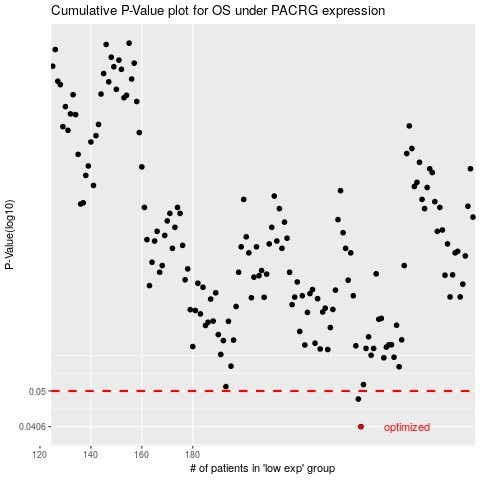 Cumulative P-Value plot for OS under PACRG expression
P-Value(log10)
0.05
0.0406
optimized
120 140 160 180
# of patients in 'low exp' group